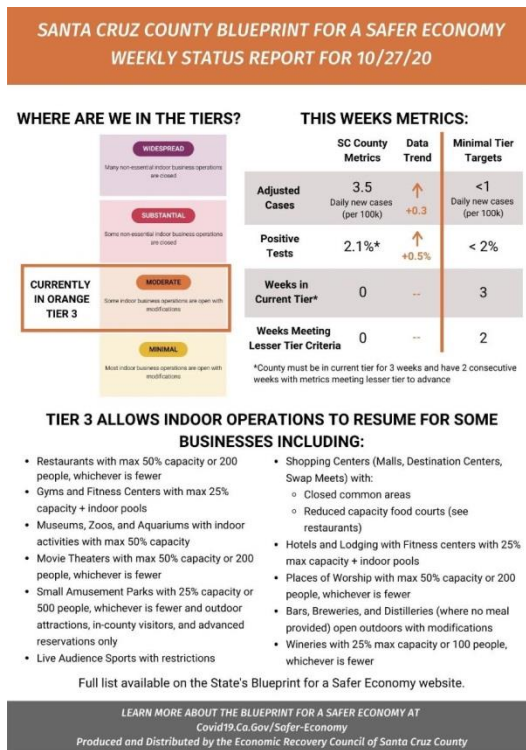 SANTA CRUZ COUNTY BLUEPRINT FOR A SAFER ECONOMY
WEEKLY STATUS REPORT FOR 10/27/20
WHERE ARE WE IN THE TIERS?
WIDESPREAD
Many non-essential indoor business operations
are closed
SUBSTANTIAL
Some non-essential indoor business operations
are closed
CURRENTLY
IN ORANGE
TIER 3
MODERATE
Some indoor business operations are open with
modifications
MINIMAL
Most indoor business operations are open with
modifications
THIS WEEKS METRICS:
SC County
Metrics
Data
Trend
Minimal Tier
Targets
Adjusted
Cases
3.5
Daily new cases
(per 100k)
+0.3
<1
Daily new cases
(per 100k)
Positive
Tests
2.1%*
+0.5%
< 2%
Weeks in
Current Tier*
0
--
3
Weeks Meeting
Lesser Tier Criteria
0
--
2
*County must be in current tier for 3 weeks and have 2 consecutive
weeks with metrics meeting lesser tier to advance
TIER 3 ALLOWS INDOOR OPERATIONS TO RESUME FOR SOME
BUSINESSES INCLUDING:
• Restaurants with max 50% capacity or 200
people, whichever is fewer
• Gyms and Fitness Centers with max 25%
capacity + indoor pools
• Museums, Zoos, and Aquariums with indoor
activities with max 50% capacity
• Movie Theaters with max 50% capacity or 200
people, whichever is fewer
• Small Amusement Parks with 25% capacity or
500 people, whichever is fewer and outdoor
attractions, in-county visitors, and advanced
reservations only
• Live Audience Sports with restrictions
• Shopping Centers (Malls, Destination Centers,
Swap Meets) with:
○ Closed common areas
○ Reduced capacity food courts (see
restaurants)
• Hotels and Lodging with Fitness centers with 25%
max capacity + indoor pools
• Places of Worship with max 50% capacity or 200
people, whichever is fewer
• Bars, Breweries, and Distilleries (where no meal
provided) open outdoors with modifications
• Wineries with 25% max capacity or 100 people,
whichever is fewer
Full list available on the State's Blueprint for a Safer Economy website.
LEARN MORE ABOUT THE BLUEPRINT FOR A SAFER ECONOMY AT
Covid19.Ca.Gov/Safer-Economy
Produced and Distributed by the Economic Recovery Council of Santa Cruz County